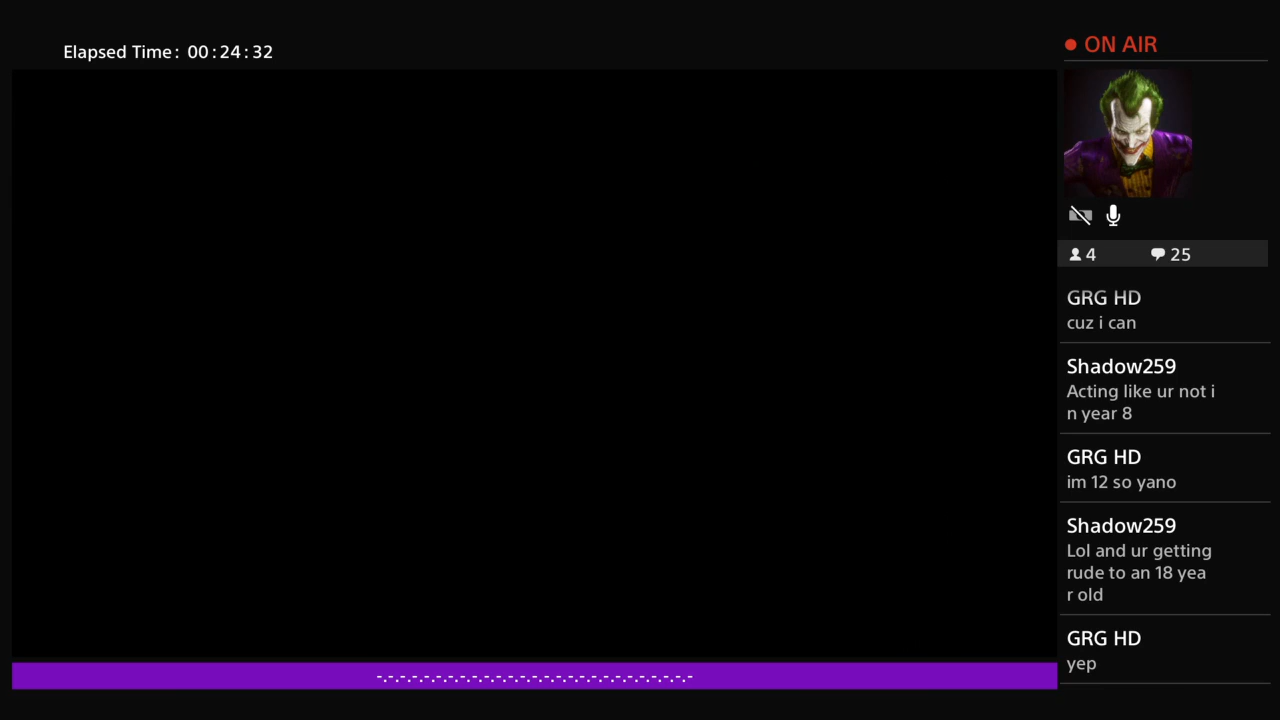 Elapsed Time: 00:24:32
ON AIR
4
25
GRG HD
cuz i can
Shadow259
Acting like ur not i
n year 8
GRG HD
im 12 so yano
Shadow259
Lol and ur getting
rude to an 18 yea
r old
GRG HD
yep
-.-.-.-.-.-.-.-.-.-.-.-.-.-.-.-.-.-.-.-.-.-.-.-.-.-.-